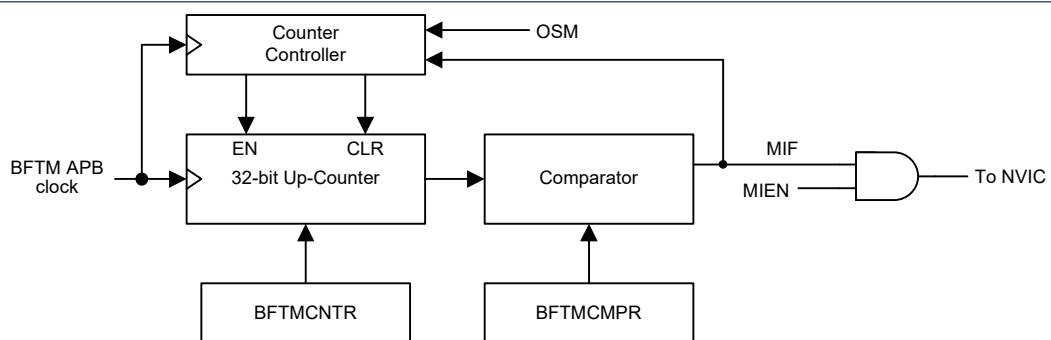 Counter
Controller
OSM
EN
CLR
BFTM APB
clock
32-bit Up-Counter
Comparator
MIF
MIEN
To NVIC
BFTMCNTR
BFTMCMPR